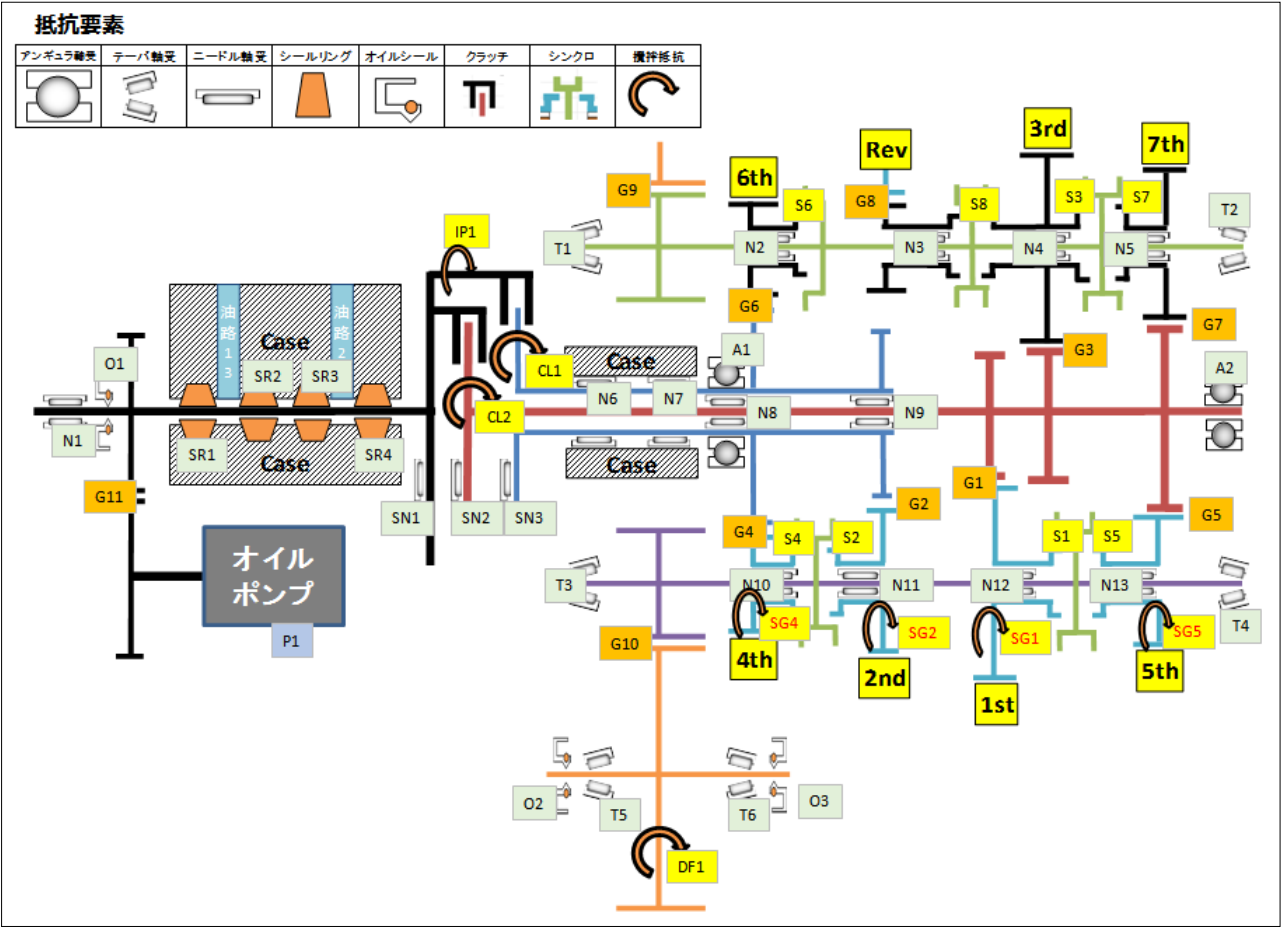 抵抗要素
アンギュラ軸受
テーパ軸受
ニードル軸受
シールリング
オイルシール
クラッチ
シンクロ
攪拌抵抗
3rd
7th
Rev
6th
G9
G8
S6
S8
S3
S7
T2
IP1
T1
N2
N3
N4
N5
G6
G7
油路13
油路2
Case
Case
O1
SR2
SR3
CL1
A1
G3
A2
N6
N7
CL2
N8
N9
N1
SR1
SR4
Case
Case
G11
SN1
SN2
SN3
G1
G2
G5
G4
S4
S2
S1
S5
オイル
ポンプ
P1
T3
N10
N11
N12
N13
T4
SG4
SG2
SG1
SG5
G10
4th
2nd
1st
5th
O2
T5
T6
O3
DF1